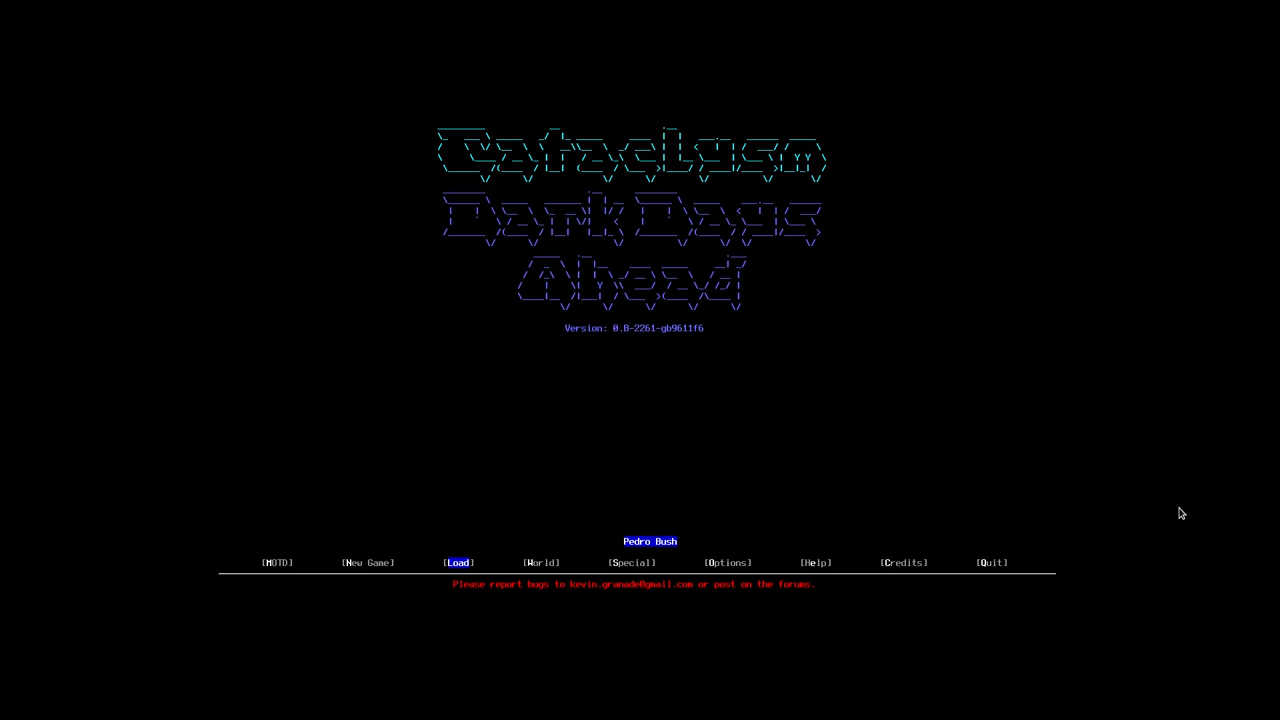 Cataclysm
Dark Days
Ahead
Version: 0.B-2261-gb9611f6
Pedro Bush
[MOTD] [New Game] [Load] [World] [Special] [Options] [Help] [Credits] [Quit]
Please report bugs to kevin.granade@gmail.com or post on the forums.